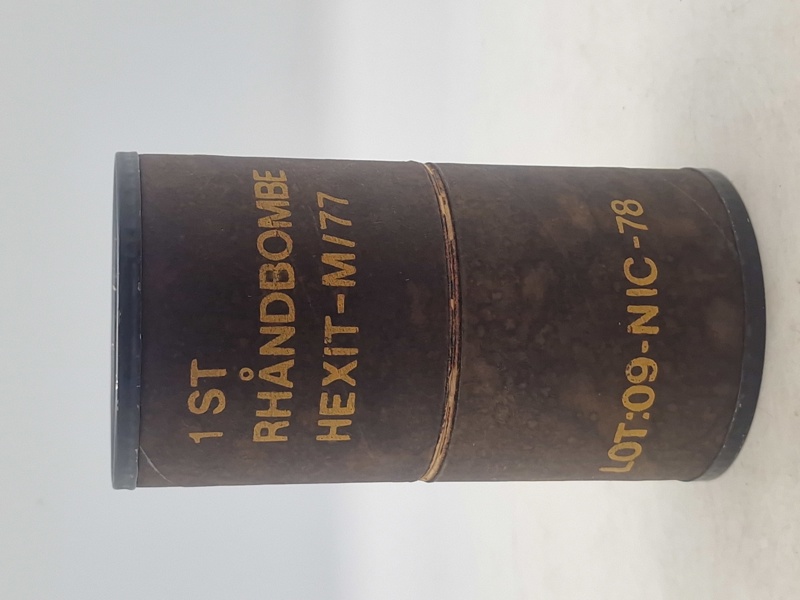 1 ST
RHÅNDBOMBE
HEXIT-M/77
LOT:09-NIC-78